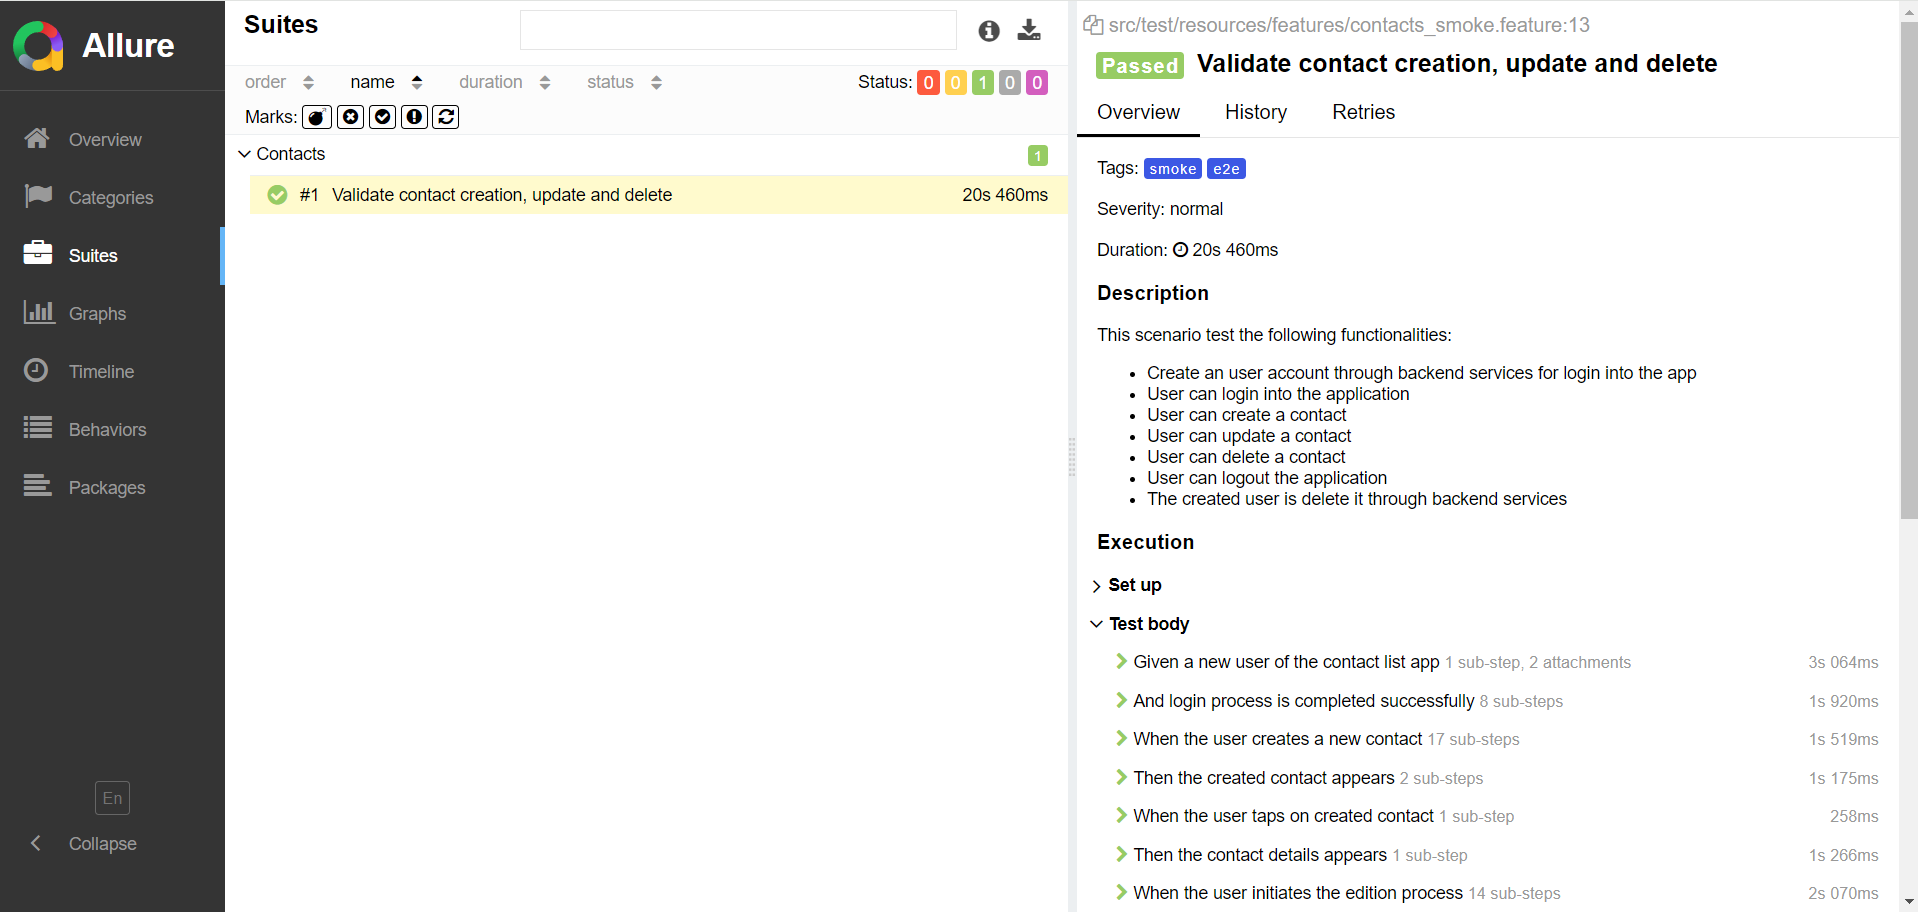 Allure
Overview
Categories
Suites
Graphs
Timeline
Behaviors
Packages
En
Collapse
Suites
order name duration status Status: 0 0 1 0 0
Marks:
Contacts 1
#1 Validate contact creation, update and delete 20s 460ms
src/test/resources/features/contacts_smoke.feature:13
Passed Validate contact creation, update and delete
Overview History Retries
Tags: smoke e2e
Severity: normal
Duration: 20s 460ms
Description
This scenario test the following functionalities:
• Create an user account through backend services for login into the app
• User can login into the application
• User can create a contact
• User can update a contact
• User can delete a contact
• User can logout the application
• The created user is delete it through backend services
Execution
Set up
Test body
Given a new user of the contact list app 1 sub-step, 2 attachments 3s 064ms
And login process is completed successfully 8 sub-steps 1s 920ms
When the user creates a new contact 17 sub-steps 1s 519ms
Then the created contact appears 2 sub-steps 1s 175ms
When the user taps on created contact 1 sub-step 258ms
Then the contact details appears 1 sub-step 1s 266ms
When the user initiates the edition process 14 sub-steps 2s 070ms